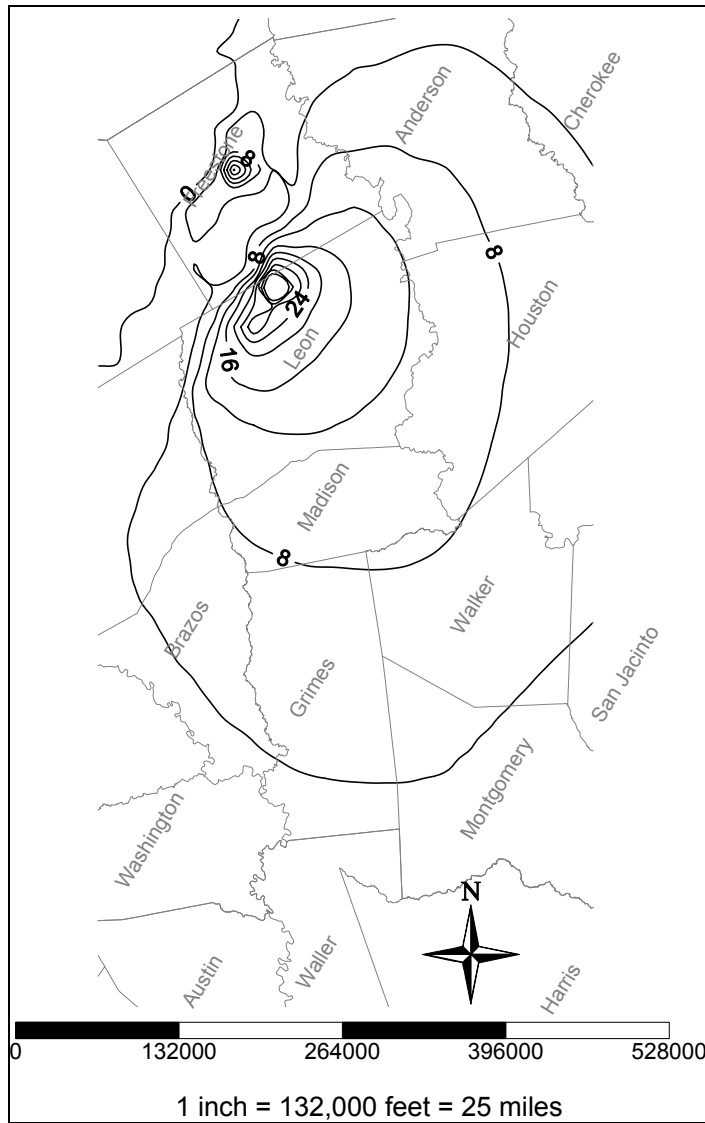 Cherokee
Anderson
Freestone
8
0
8
8
Houston
24
Leon
16
Madison
8
Brazos
Walker
Grimes
San Jacinto
Montgomery
Washington
N
Waller
Austin
Harris
0 132000 264000 396000 528000
1 inch = 132,000 feet = 25 miles